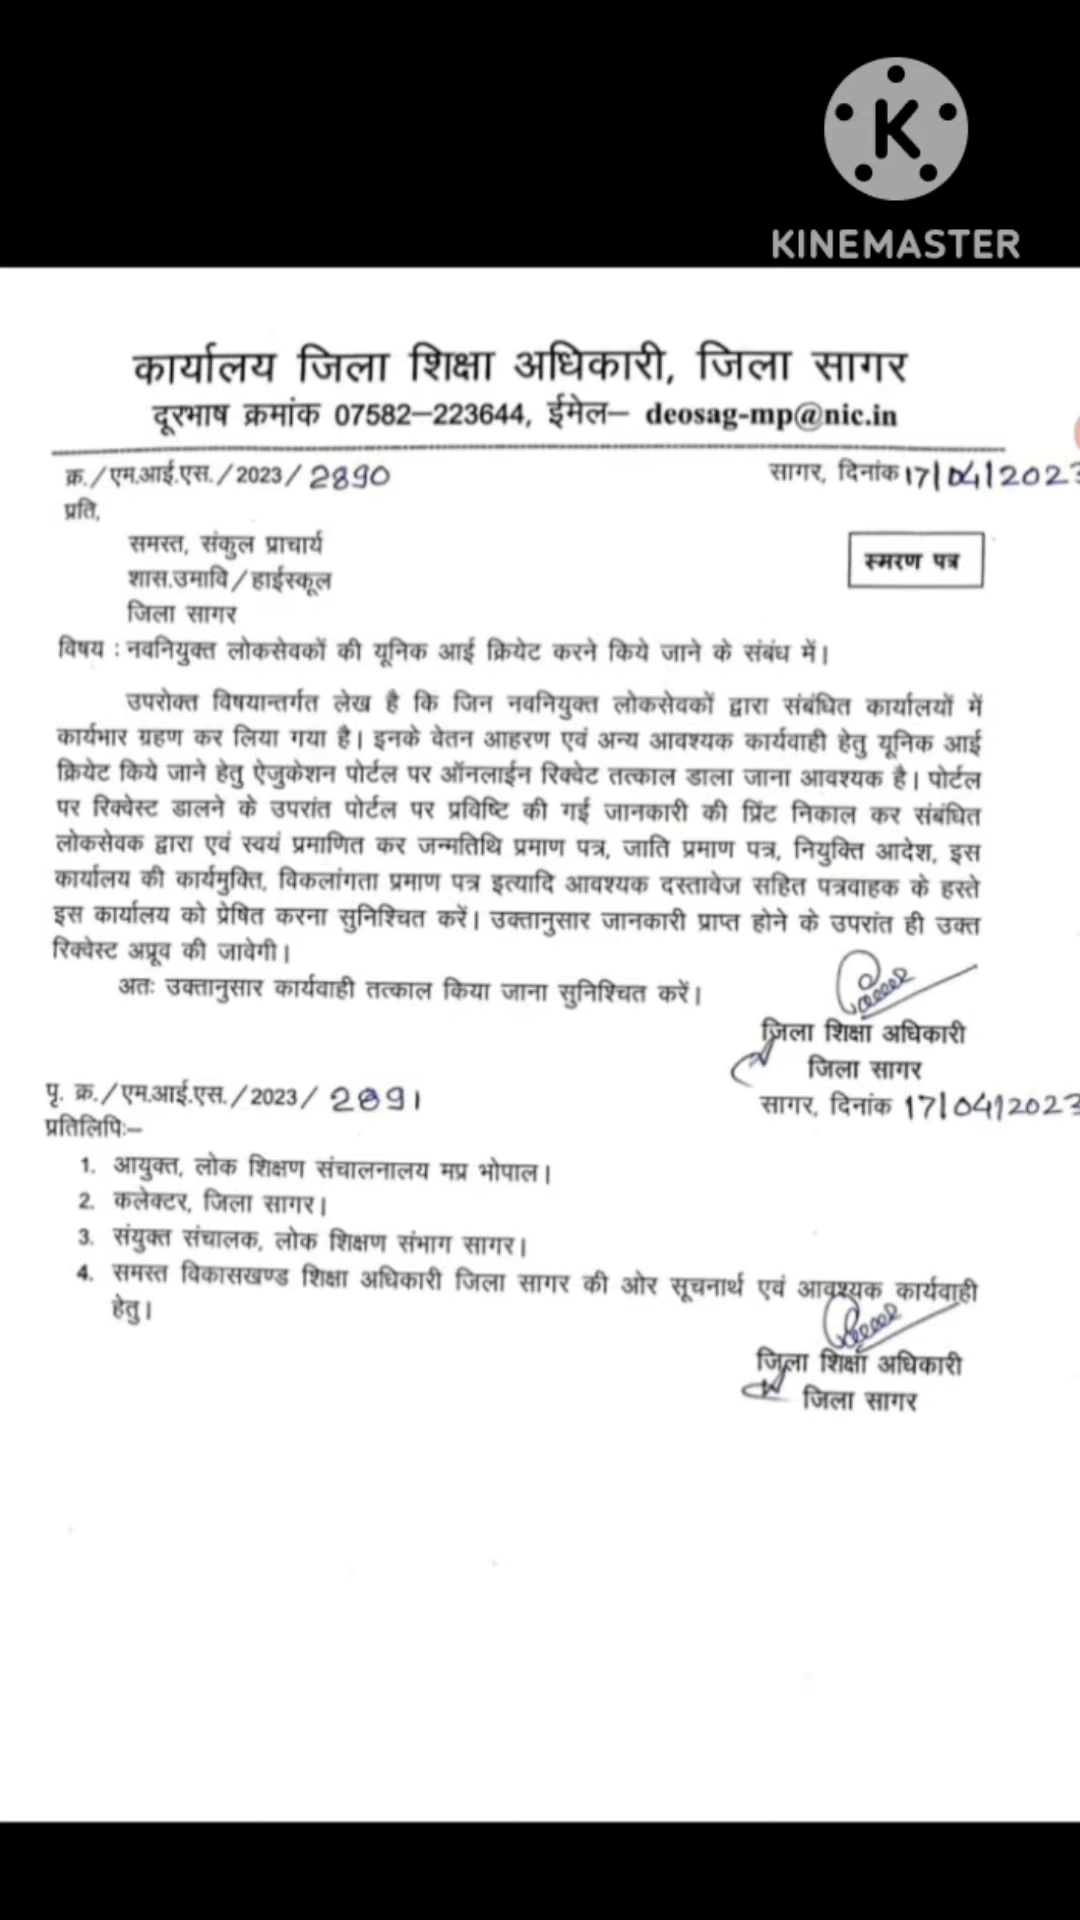 KINEMASTER
कार्यालय जिला शिक्षा अधिकारी, जिला सागर
दूरभाष क्रमांक 07582–223644, ईमेल– deosag-mp@nic.in
क्र./एम.आई.एस./2023/2890 सागर, दिनांक 17/04/2023
प्रति,
समस्त, संकुल प्राचार्य
शास.उमावि/हाईस्कूल
स्मरण पत्र
जिला सागर
विषय : नवनियुक्त लोकसेवकों की यूनिक आई क्रियेट करने किये जाने के संबंध में।
उपरोक्त विषयान्तर्गत लेख है कि जिन नवनियुक्त लोकसेवकों द्वारा संबंधित कार्यालयों में
कार्यभार ग्रहण कर लिया गया है। इनके वेतन आहरण एवं अन्य आवश्यक कार्यवाही हेतु यूनिक आई
क्रियेट किये जाने हेतु ऐजुकेशन पोर्टल पर ऑनलाईन रिक्वेट तत्काल डाला जाना आवश्यक है। पोर्टल
पर रिक्वेस्ट डालने के उपरांत पोर्टल पर प्रविष्टि की गई जानकारी की प्रिंट निकाल कर संबंधित
लोकसेवक द्वारा एवं स्वयं प्रमाणित कर जन्मतिथि प्रमाण पत्र, जाति प्रमाण पत्र, नियुक्ति आदेश, इस
कार्यालय की कार्यमुक्ति, विकलांगता प्रमाण पत्र इत्यादि आवश्यक दस्तावेज सहित पत्रवाहक के हस्ते
इस कार्यालय को प्रेषित करना सुनिश्चित करें। उक्तानुसार जानकारी प्राप्त होने के उपरांत ही उक्त
रिक्वेस्ट अप्रूव की जावेगी।
अतः उक्तानुसार कार्यवाही तत्काल किया जाना सुनिश्चित करें।
जिला शिक्षा अधिकारी
जिला सागर
पृ. क्र./एम.आई.एस./2023/2891 सागर, दिनांक 17/04/2023
प्रतिलिपिः–
1. आयुक्त, लोक शिक्षण संचालनालय मप्र भोपाल।
2. कलेक्टर, जिला सागर।
3. संयुक्त संचालक, लोक शिक्षण संभाग सागर।
4. समस्त विकासखण्ड शिक्षा अधिकारी जिला सागर की ओर सूचनार्थ एवं आवश्यक कार्यवाही
हेतु।
जिला शिक्षा अधिकारी
जिला सागर